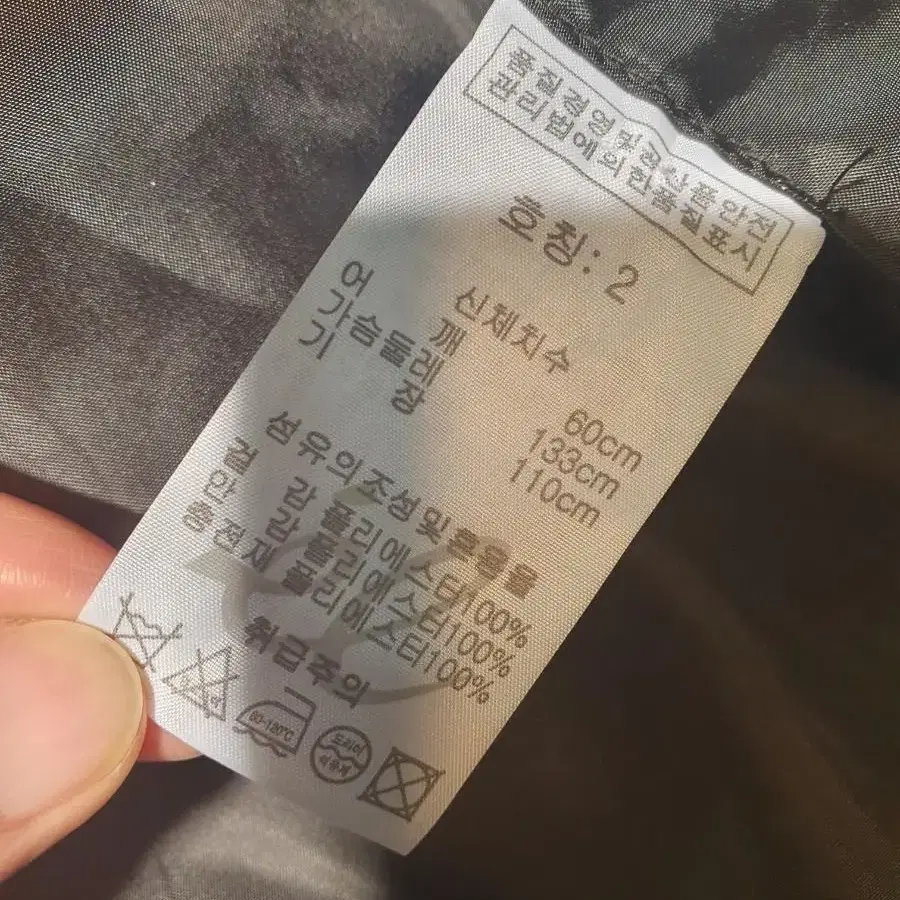 품질경영및공산품안전
관리법에의한품질표시
호칭: 2
신체치수
어 깨 60cm
가슴둘레 133cm
기 장 110cm
섬유의조성및혼용율
겉 감 폴리에스터100%
안 감 폴리에스터100%
충전재 폴리에스터100%
취급주의
드라이